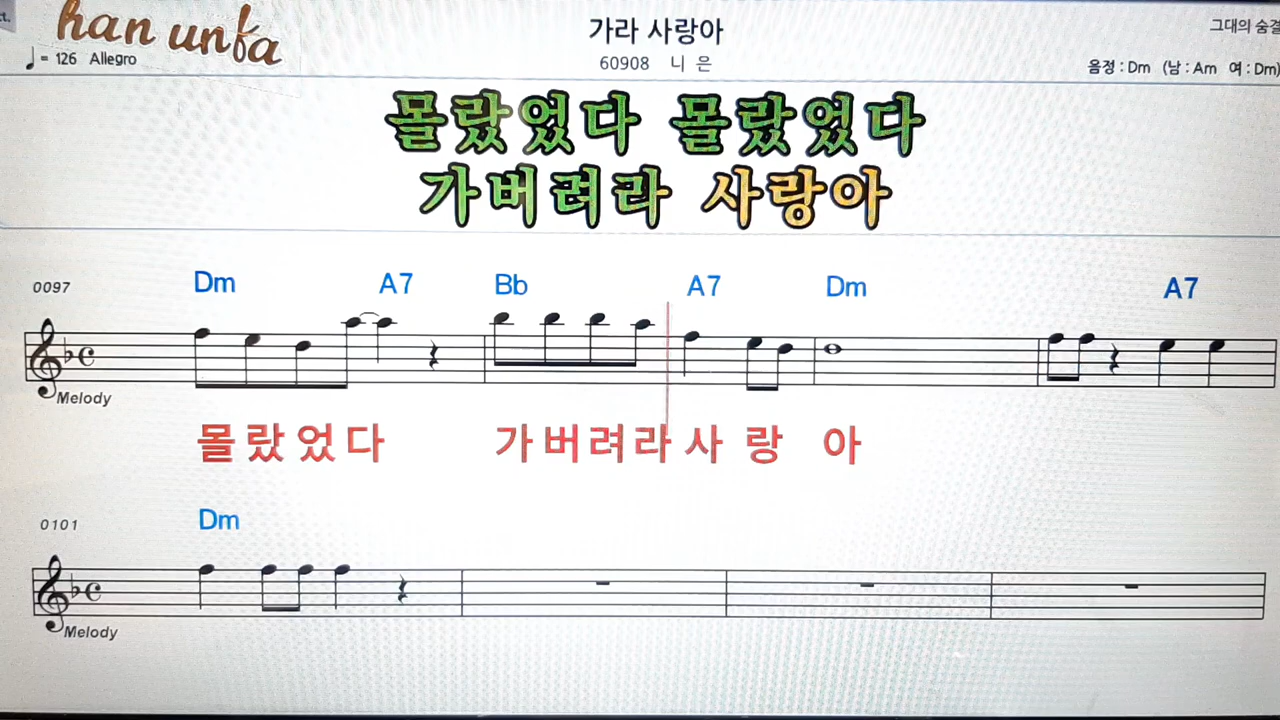 ct.
han unfa
♩ = 126 Allegro
가라 사랑아
60908 니 은
그대의 숨결
음정 : Dm (남 : Am 여 : Dm)
몰랐었다 몰랐었다
가버려라 사랑아
0097 Dm A7 Bb A7 Dm A7
Melody
몰랐었다 가버려라 사랑아
0101 Dm
Melody